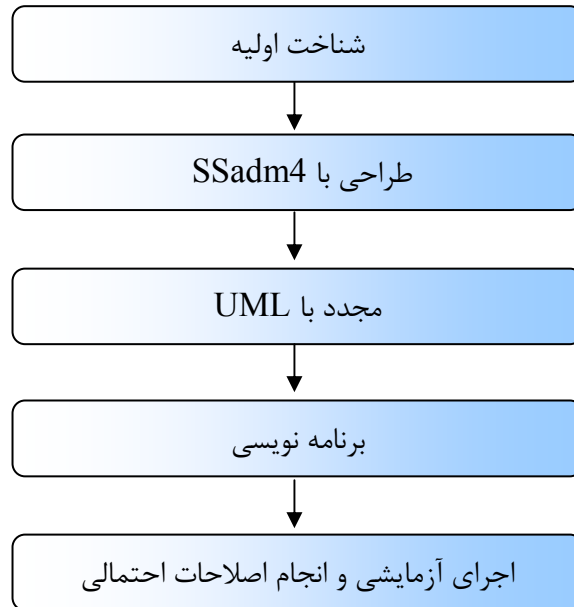 شناخت اولیه
طراحی با SSadm4
مجدد با UML
برنامه نویسی
اجرای آزمایشی و انجام اصلاحات احتمالی